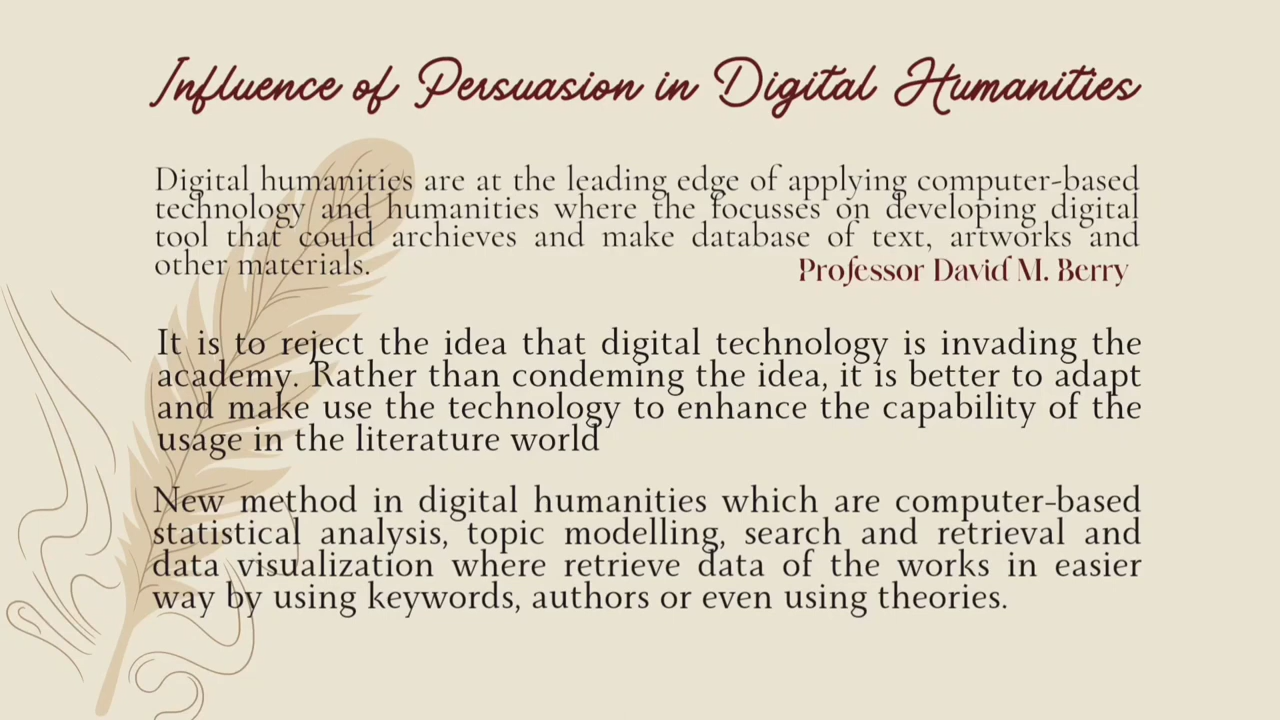 Influence of Persuasion in Digital Humanities
Digital humanities are at the leading edge of applying computer-based
technology and humanities where the focusses on developing digital
tool that could archieves and make database of text, artworks and
other materials.
Professor David M. Berry
It is to reject the idea that digital technology is invading the
academy. Rather than condeming the idea, it is better to adapt
and make use the technology to enhance the capability of the
usage in the literature world
New method in digital humanities which are computer-based
statistical analysis, topic modelling, search and retrieval and
data visualization where retrieve data of the works in easier
way by using keywords, authors or even using theories.